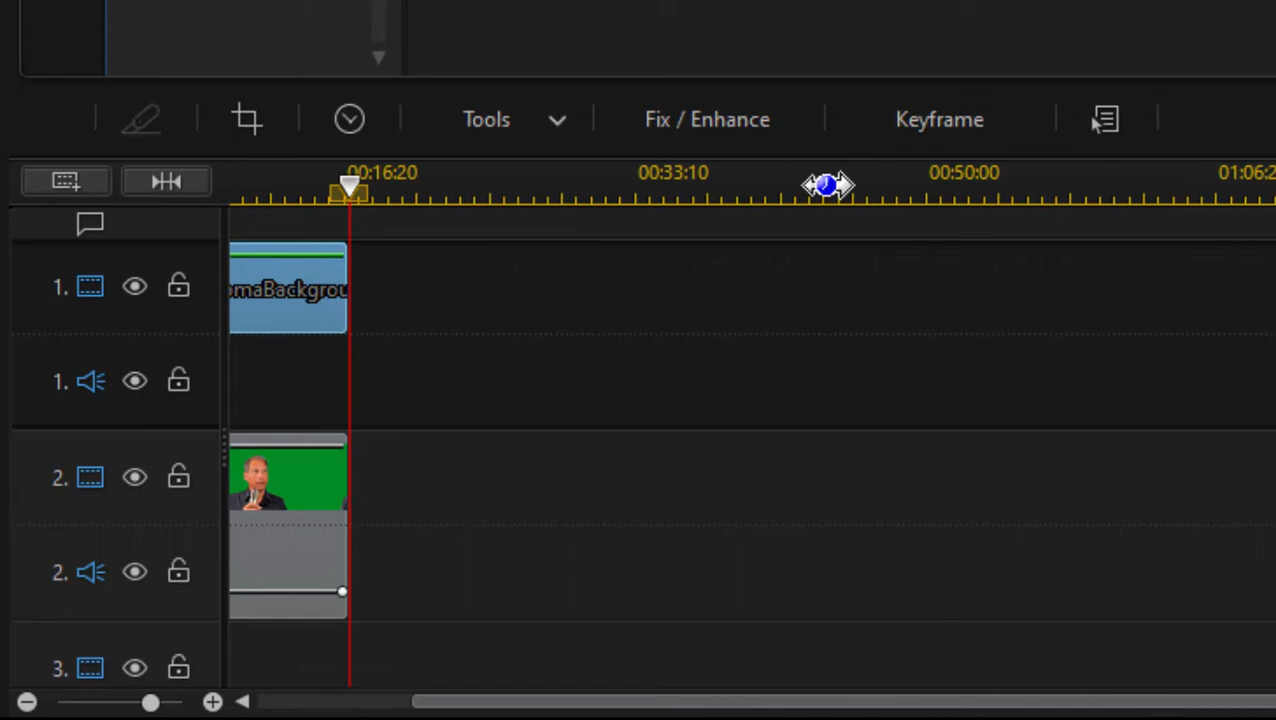 Tools Fix / Enhance Keyframe
00:16:20 00:33:10 00:50:00 01:06:2
1. omaBackgrou
1.
2.
2.
3.